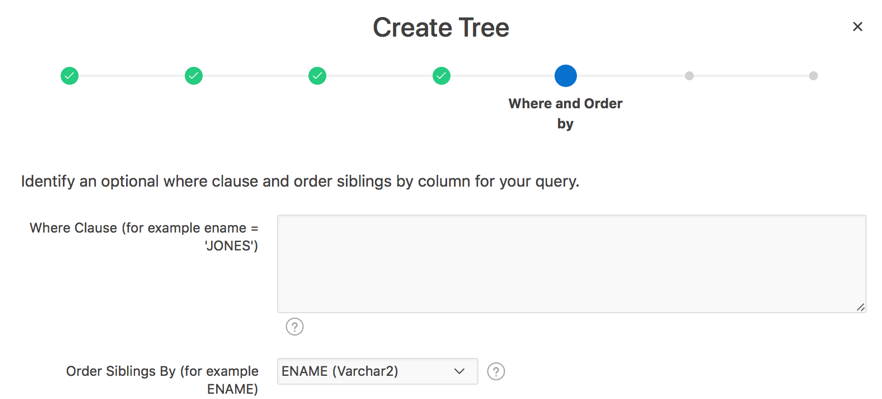 Create Tree
Where and Order
by
Identify an optional where clause and order siblings by column for your query.
Where Clause (for example ename =
'JONES')
?
Order Siblings By (for example
ENAME)
ENAME (Varchar2)
?